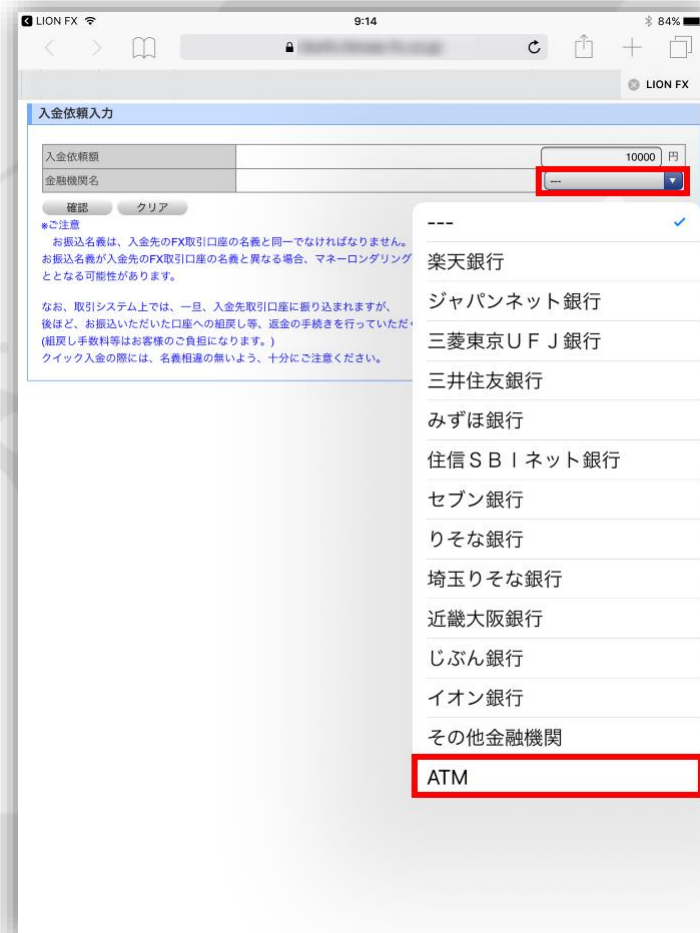 LION FX
9:14
84%
LION FX
入金依頼入力
入金依頼額
10000 円
金融機関名
---
確認 クリア
※ご注意
お振込名義は、入金先のFX取引口座の名義と同一でなければなりません。
お振込名義が入金先のFX取引口座の名義と異なる場合、マネーロンダリング
ととなる可能性があります。
なお、取引システム上では、一旦、入金先取引口座に振り込まれますが、
後ほど、お振込いただいた口座への組戻し等、返金の手続きを行っていただ
(組戻し手数料等はお客様のご負担になります。)
クイック入金の際には、名義相違の無いよう、十分にご注意ください。
---
楽天銀行
ジャパンネット銀行
三菱東京UFJ銀行
三井住友銀行
みずほ銀行
住信SBIネット銀行
セブン銀行
りそな銀行
埼玉りそな銀行
近畿大阪銀行
じぶん銀行
イオン銀行
その他金融機関
ATM